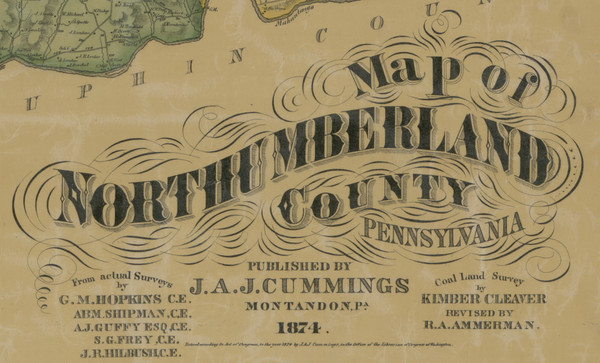 UPHIN COUN
Map of
NORTHUMBERLAND
COUNTY
PENNSYLVANIA
PUBLISHED BY
J.A.J.CUMMINGS
MONTANDON, PA
1874.
From actual Surveys
by
G.M.HOPKINS C.E.
ABM.SHIPMAN, C.E.
A.J.GUFFY ESQ.C.E.
S.G.FREY, C.E.
J.R.HILBUSH, C.E.
Coal Land Survey
by
KIMBER CLEAVER
REVISED BY
R.A.AMMERMAN.